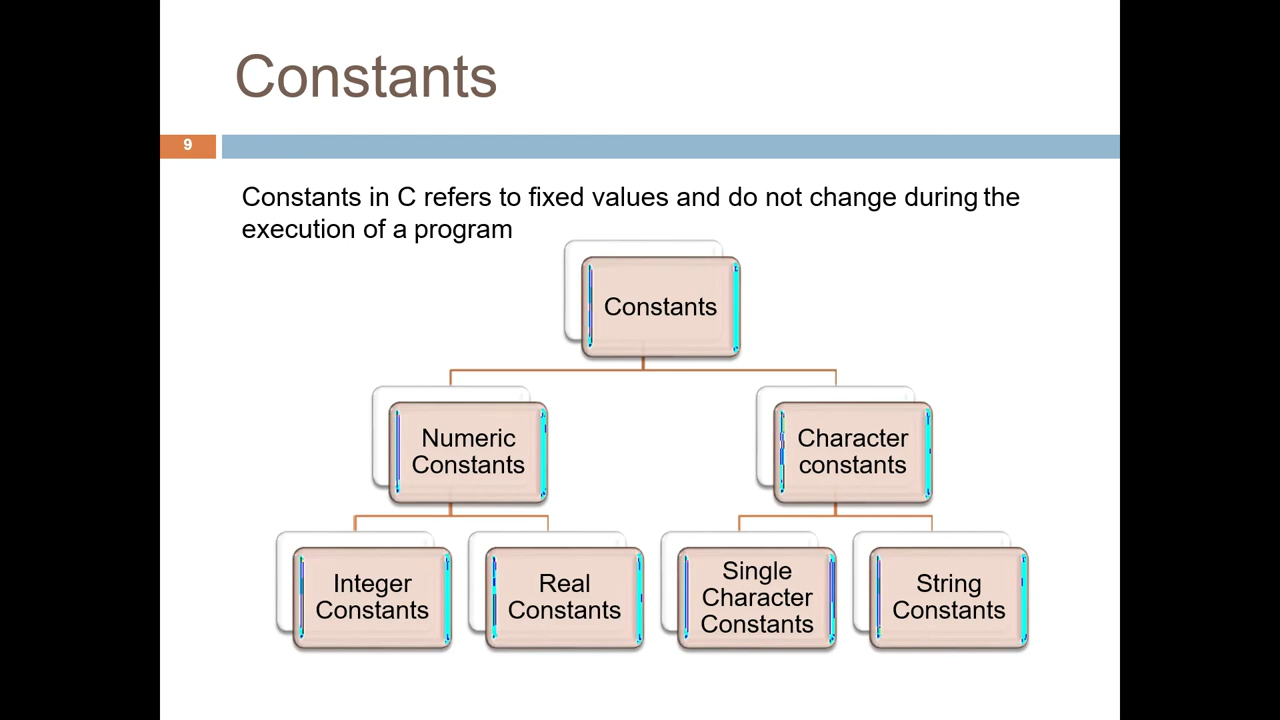 Constants
9
Constants in C refers to fixed values and do not change during the
execution of a program
Constants
Numeric
Constants
Character
constants
Integer
Constants
Real
Constants
Single
Character
Constants
String
Constants